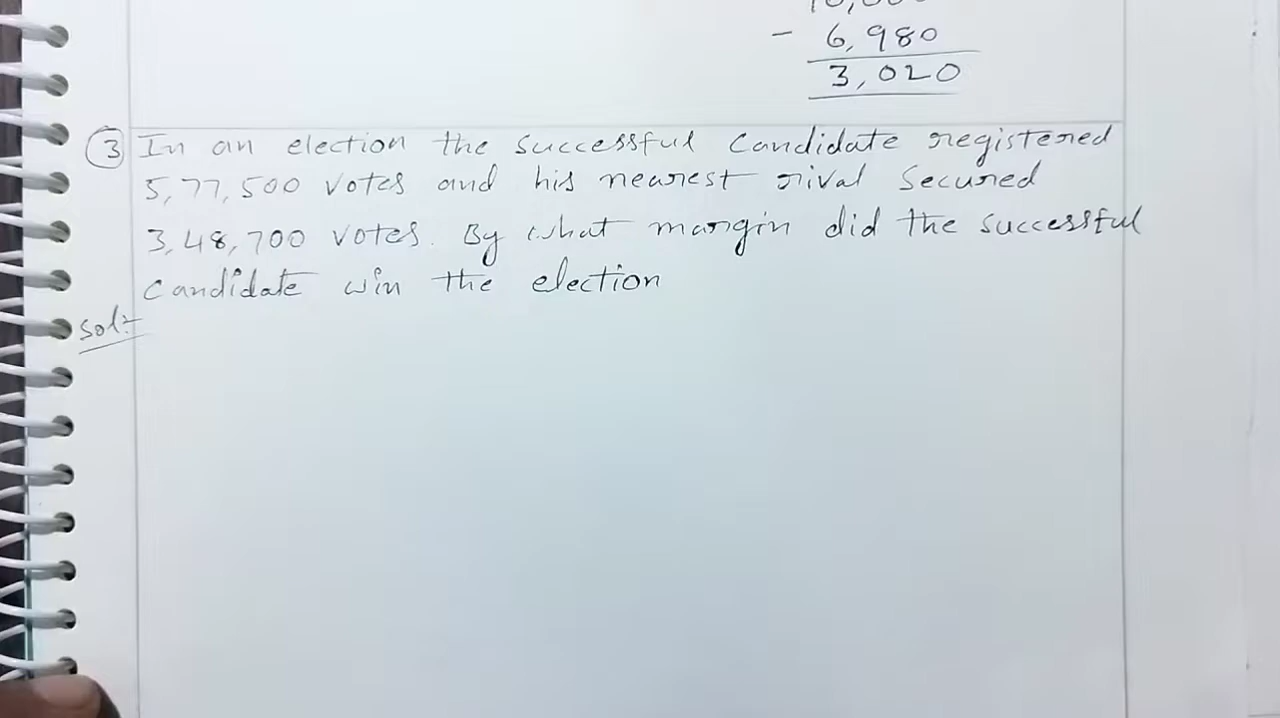 - 6,980
3,020
③ In an election the successful Candidate registered
5,77,500 votes and his nearest rival Secured
3,48,700 votes. By what margin did the successful
Candidate win the election
Sol:-